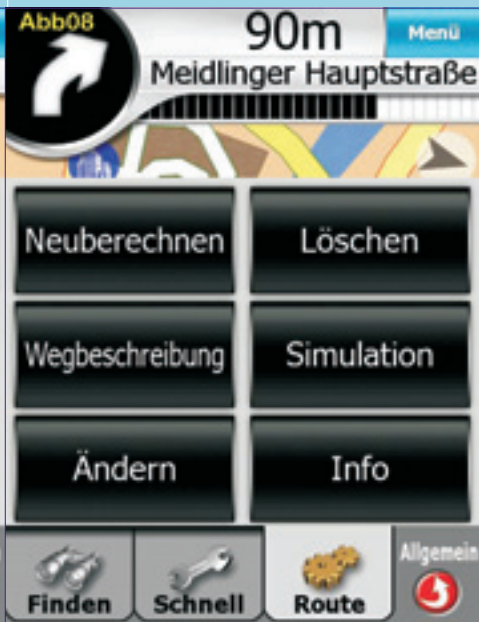 Abb08
90m
Menü
Meidlinger Hauptstraße
Neuberechnen
Löschen
Wegbeschreibung
Simulation
Ändern
Info
Finden
Schnell
Route
Allgemein